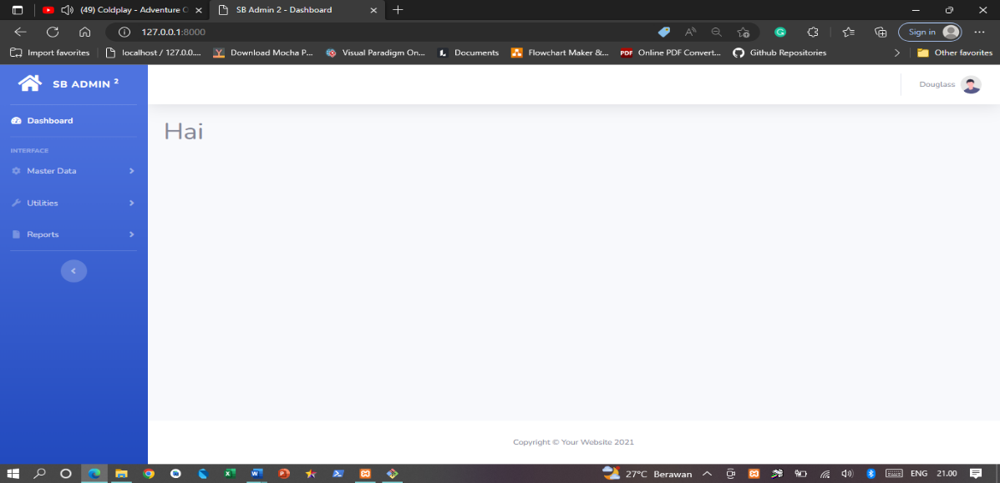 (49) Coldplay - Adventure O
SB Admin 2 - Dashboard
127.0.0.1:8000
Sign in
Import favorites
localhost / 127.0.0....
Download Mocha P...
Visual Paradigm On...
Documents
Flowchart Maker &...
PDF
Online PDF Convert...
Github Repositories
Other favorites
SB ADMIN 2
Douglass
Dashboard
Hai
INTERFACE
Master Data
Utilities
Reports
Copyright © Your Website 2021
27°C Berawan
ENG
21.00